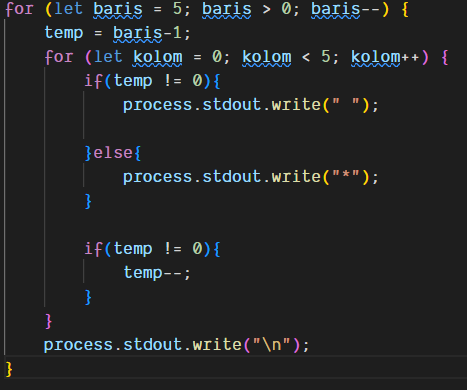 for (let baris = 5; baris > 0; baris--) {
    temp = baris-1;
    for (let kolom = 0; kolom < 5; kolom++) {
        if(temp != 0){
            process.stdout.write(" ");

        }else{
            process.stdout.write("*");
        }

        if(temp != 0){
            temp--;
        }
    }
    process.stdout.write("\n");
}